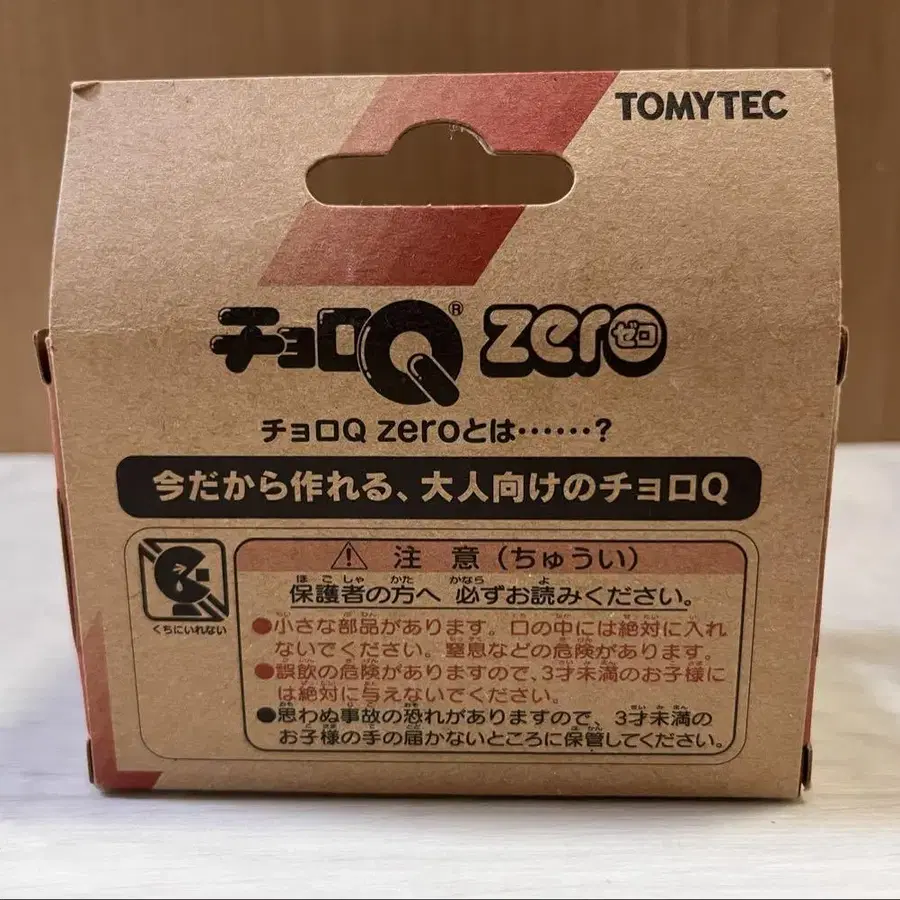 TOMYTEC
チョロQ® zero ゼロ
チョロQ zeroとは……?
今だから作れる、大人向けのチョロQ
くちにいれない
注 意(ちゅうい)
保護者の方へ 必ずお読みください。
●小さな部品があります。口の中には絶対に入れ
ないでください。窒息などの危険があります。
●誤飲の危険がありますので、3才未満のお子様に
は絶対に与えないでください。
●思わぬ事故の恐れがありますので、3才未満の
お子様の手の届かないところに保管してください。